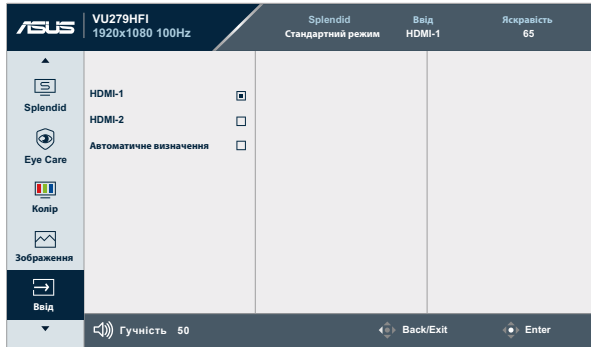 ASUS
VU279HFI
1920x1080 100Hz
Splendid
Стандартний режим
Ввід
HDMI-1
Яскравість
65
Splendid
Eye Care
Колір
Зображення
Ввід
HDMI-1
HDMI-2
Автоматичне визначення
Гучність 50
Back/Exit
Enter